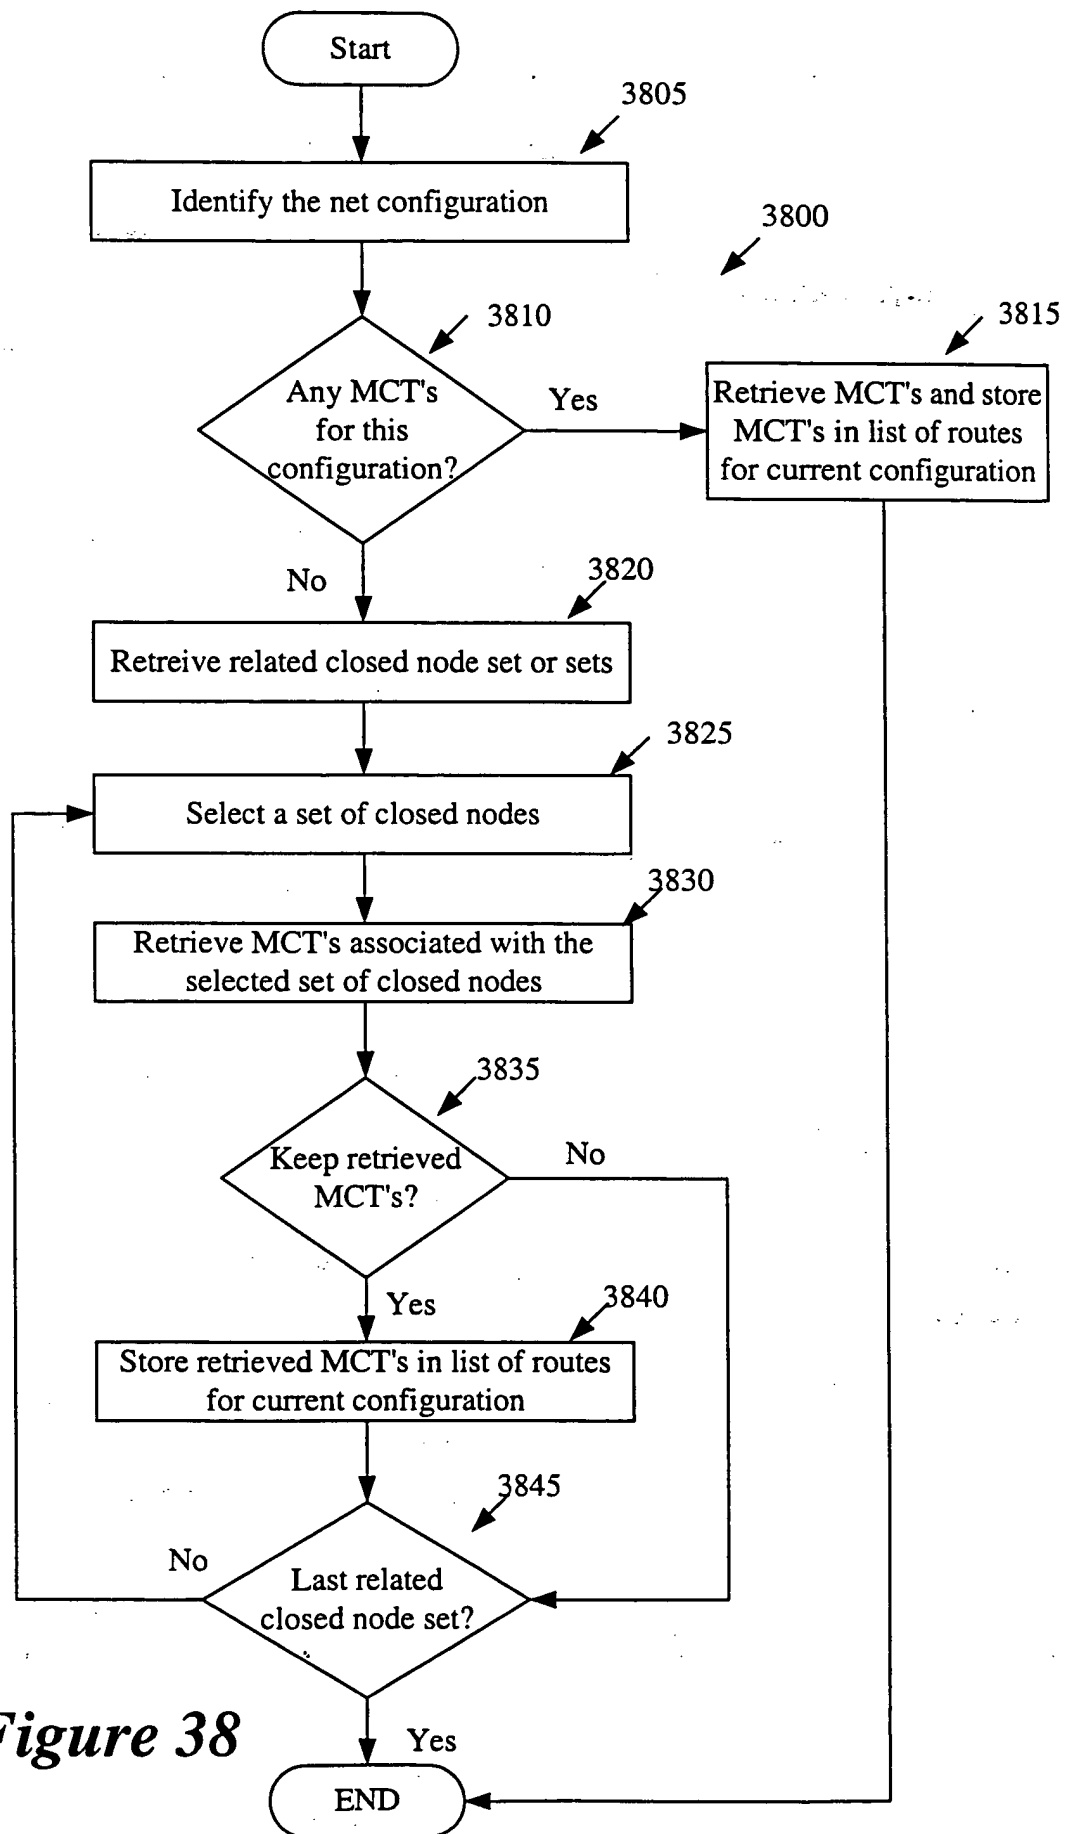 Start
3805
Identify the net configuration
3800
3810
3815
Any MCT's
for this
configuration?
Yes
Retrieve MCT's and store
MCT's in list of routes
for current configuration
No
3820
Retreive related closed node set or sets
3825
Select a set of closed nodes
3830
Retrieve MCT's associated with the
selected set of closed nodes
3835
Keep retrieved
MCT's?
No
Yes
3840
Store retrieved MCT's in list of routes
for current configuration
3845
No
Last related
closed node set?
Figure 38
Yes
END